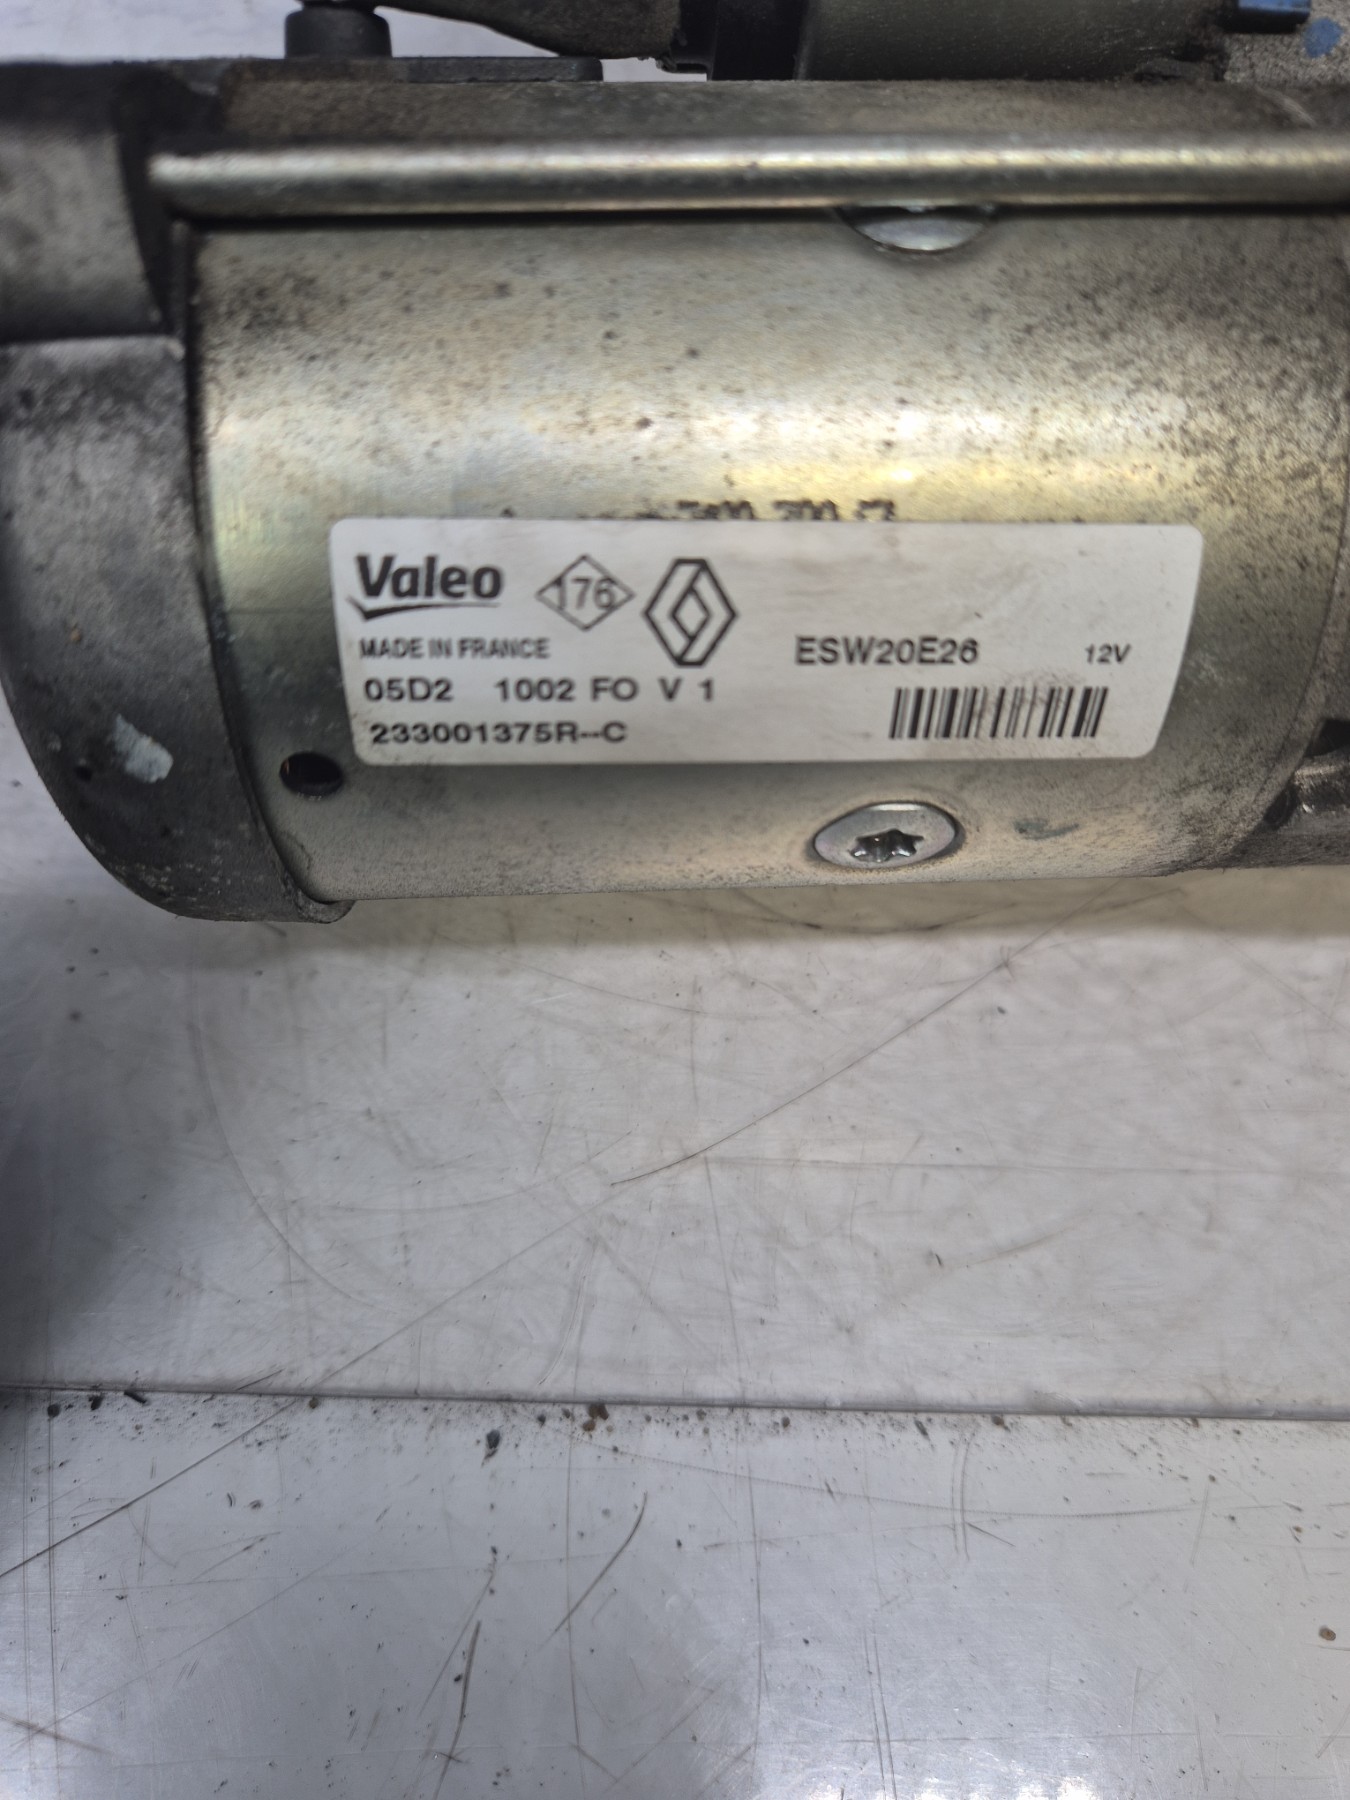 Valeo 176
MADE IN FRANCE ESW20E26 12V
05D2 1002 FO V 1
233001375R--C